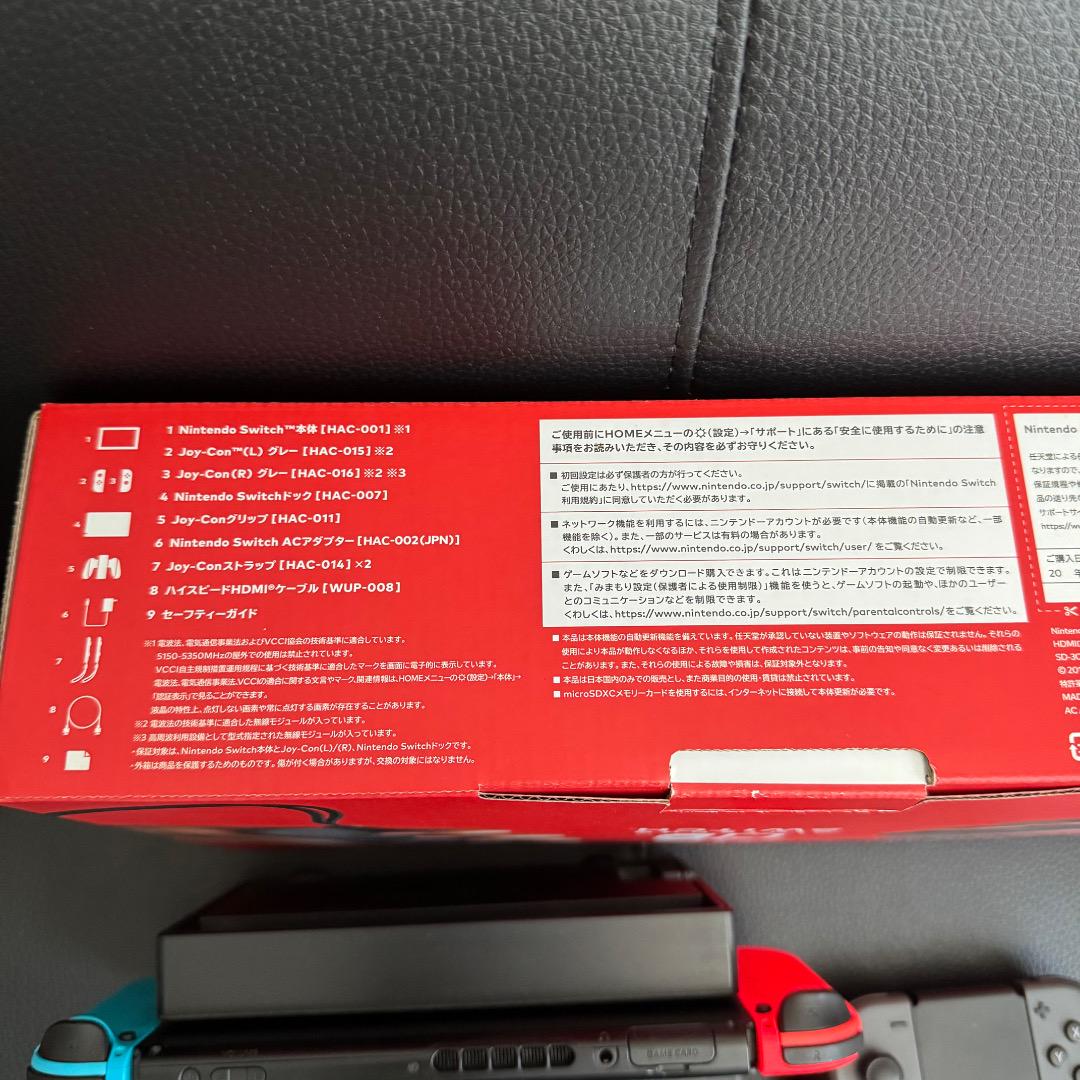 1 Nintendo Switch™本体 [HAC-001] ※1
2 Joy-Con™(L) グレー [HAC-015] ※2
3 Joy-Con(R) グレー [HAC-016] ※2 ※3
4 Nintendo Switchドック [HAC-007]
5 Joy-Conグリップ [HAC-011]
6 Nintendo Switch ACアダプター [HAC-002(JPN)]
7 Joy-Conストラップ [HAC-014] ×2
8 ハイスピードHDMI®ケーブル [WUP-008]
9 セーフティーガイド
1
2
3
4
5
6
7
8
9
※1 電波法、電気通信事業法およびVCCI協会の技術基準に適合しています。
5150-5350MHzの屋外での使用は禁止されています。
VCCI自主規制措置運用規程に基づく技術基準に適合したマークを画面に電子的に表示しています。
電波法、電気通信事業法、VCCIの適合に関する文言やマーク関連情報は、HOMEメニューの(設定)→「本体」→
「認証表示」で見ることができます。
液晶の特性上、点灯しない画素や常に点灯する画素が存在することがあります。
※2 電波法の技術基準に適合した無線モジュールが入っています。
※3 高周波利用設備として型式指定された無線モジュールが入っています。
・保証対象は、Nintendo Switch本体とJoy-Con(L)/(R)、Nintendo Switchドックです。
・外箱は商品を保護するためのものです。傷が付く場合がありますが、交換の対象にはなりません。
ご使用前にHOMEメニューの(設定)→「サポート」にある「安全に使用するために」の注意
事項をお読みいただき、その内容を必ずお守りください。
■ 初回設定は必ず保護者の方が行ってください。
ご使用にあたり、https://www.nintendo.co.jp/support/switch/に掲載の「Nintendo Switch
利用規約」に同意していただく必要があります。
■ ネットワーク機能を利用するには、ニンテンドーアカウントが必要です(本体機能の自動更新など、一部
機能を除く)。また、一部のサービスは有料の場合があります。
くわしくは、https://www.nintendo.co.jp/support/switch/user/ をご覧ください。
■ ゲームソフトなどをダウンロード購入できます。これはニンテンドーアカウントの設定で制限できます。
また、「みまもり設定(保護者による使用制限)」機能を使うと、ゲームソフトの起動や、ほかのユーザー
とのコミュニケーションなどを制限できます。
くわしくは、https://www.nintendo.co.jp/support/switch/parentalcontrols/をご覧ください。
■ 本品は本体機能の自動更新機能を備えています。任天堂が承認していない装置やソフトウェアの動作は保証されません。それらの
使用により本品が動作しなくなるほか、それらを使用して作成されたコンテンツは、事前の告知や同意なく変更あるいは削除される
ことがあります。また、それらの使用による故障や損害は、保証対象外となります。
■ 本品は日本国内のみでの販売とし、また商業目的の使用・賃貸は禁止されています。
■ microSDXCメモリーカードを使用するには、インターネットに接続して本体更新が必要です。
Nintendo
任天堂による
なりますので、
保証規程や
品の送り先
サポートサイ
https://w
ご購入日
20 年
Nintend
HDMI
SD-3C
© 20
特許
MAD
AC
GAME CARD
R
X
Y